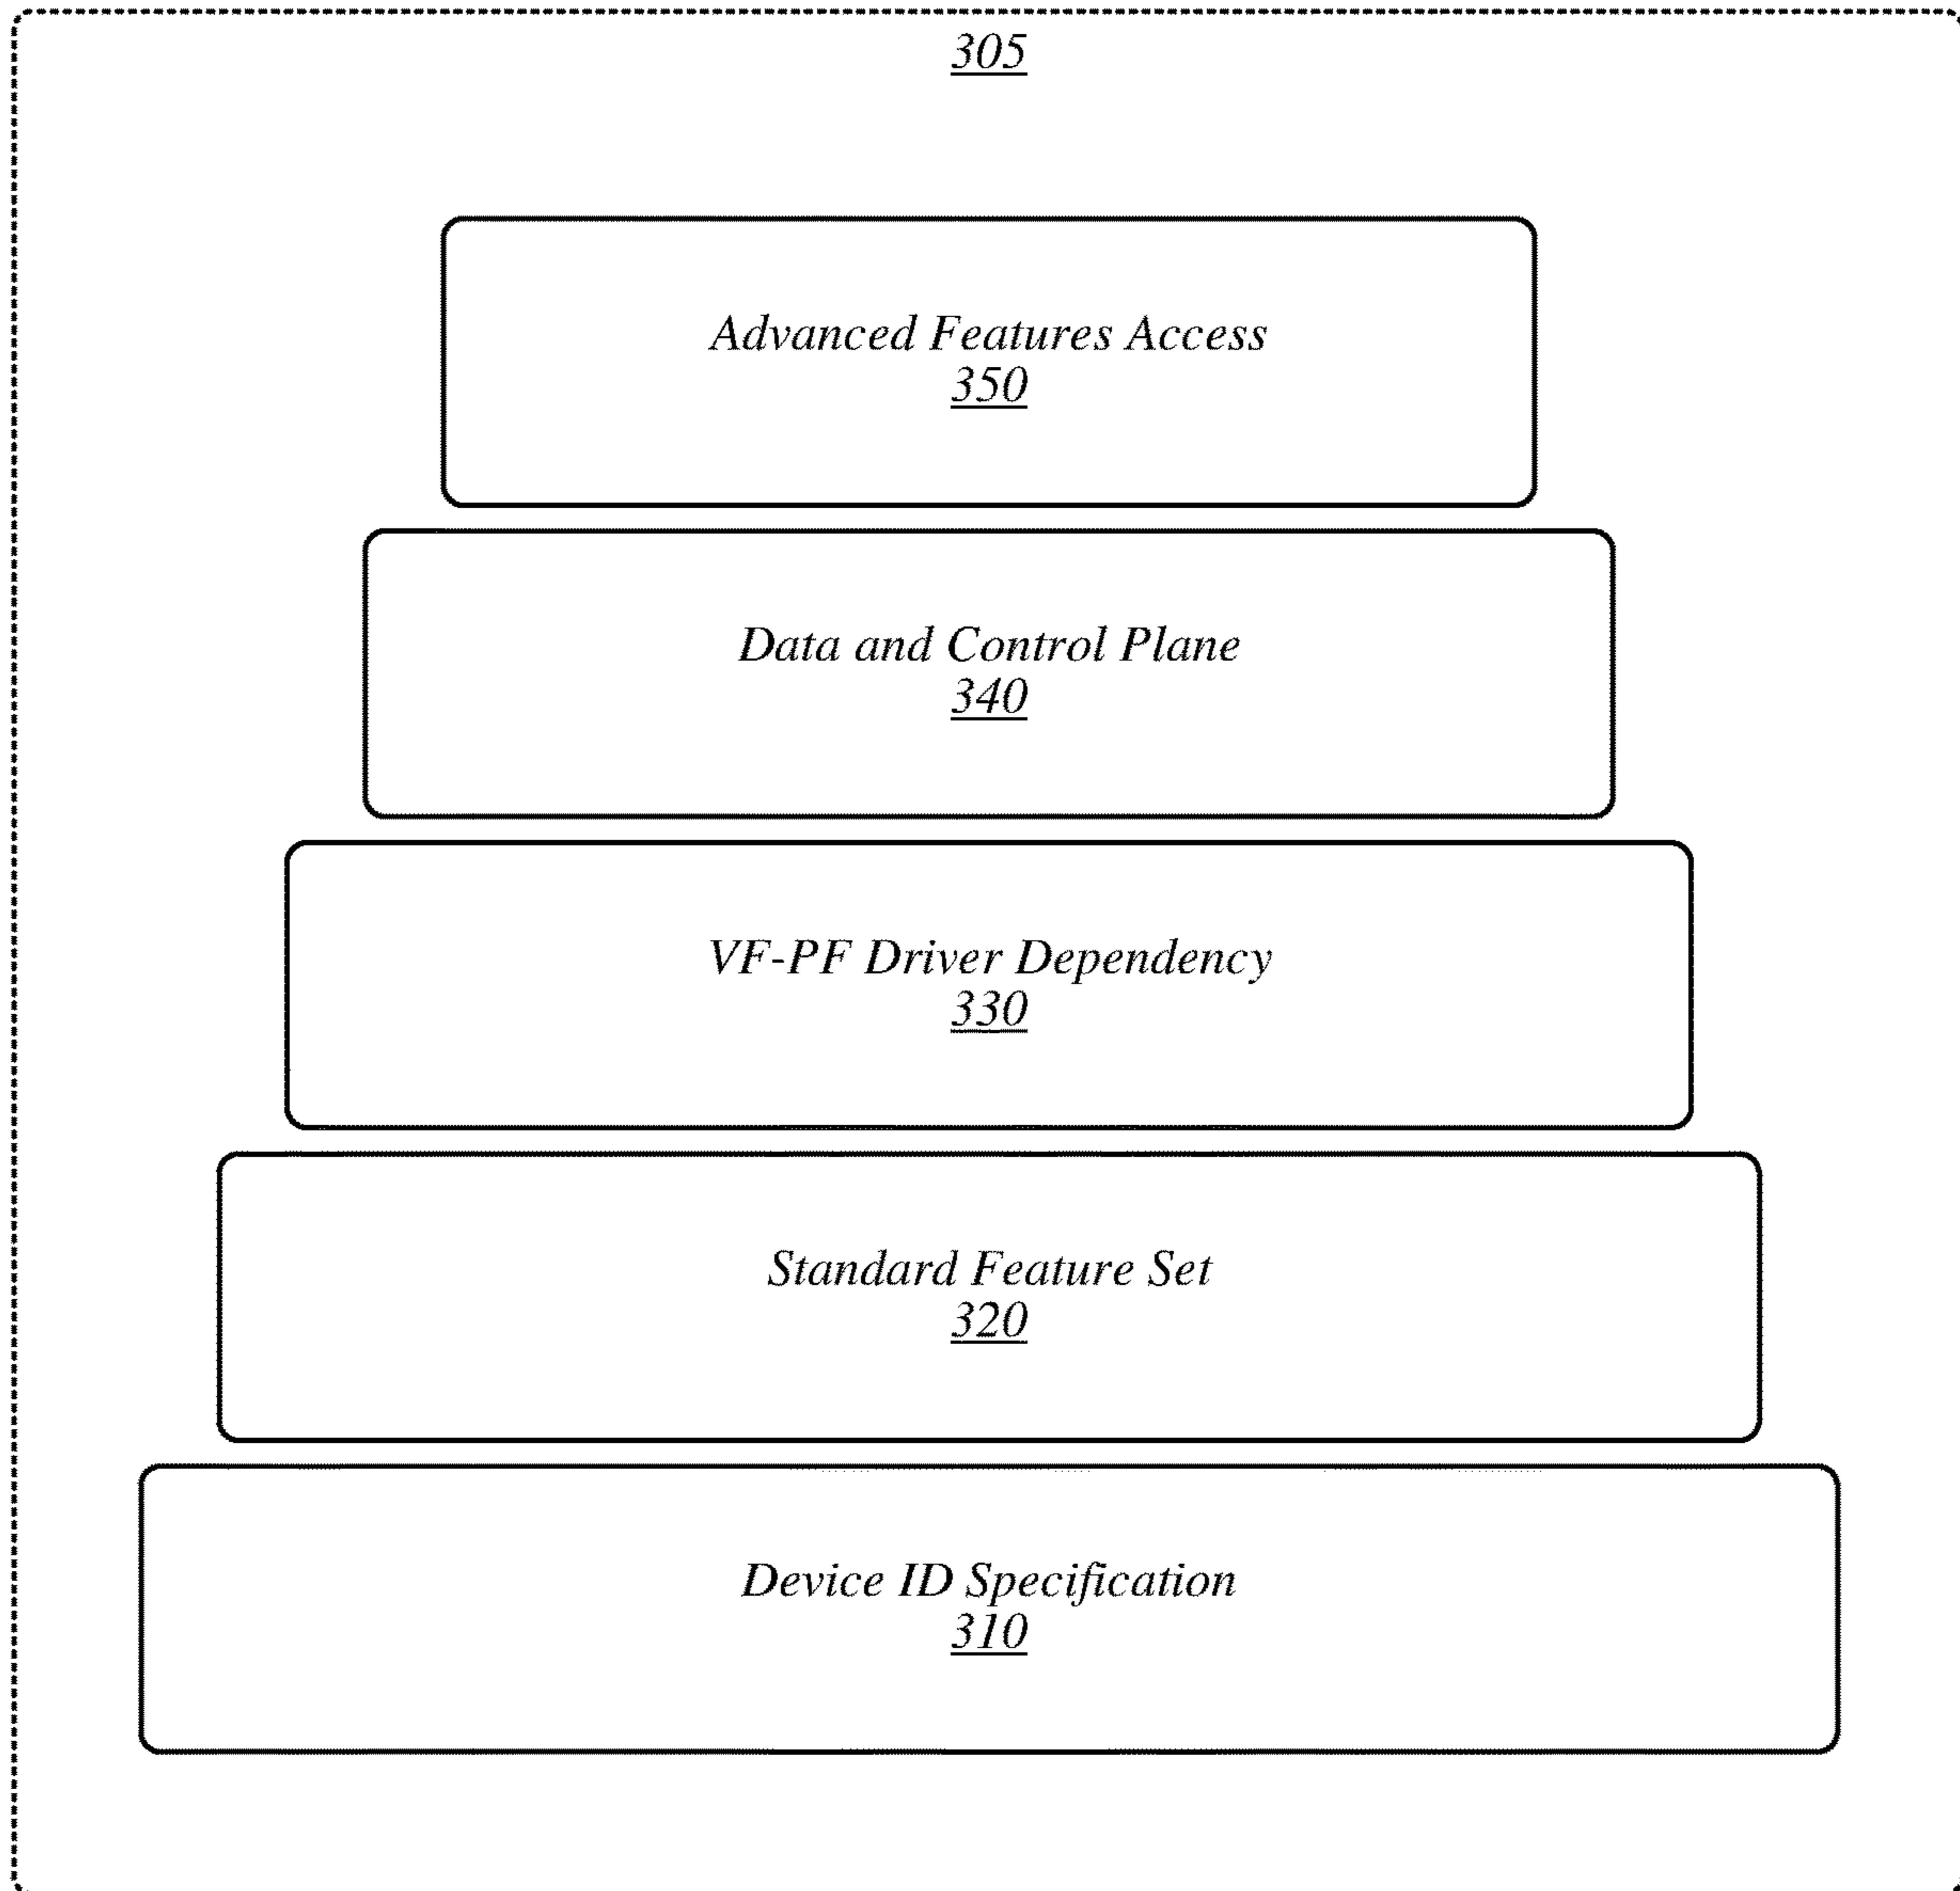 305
Advanced Features Access
350
Data and Control Plane
340
VF-PF Driver Dependency
330
Standard Feature Set
320
Device ID Specification
310